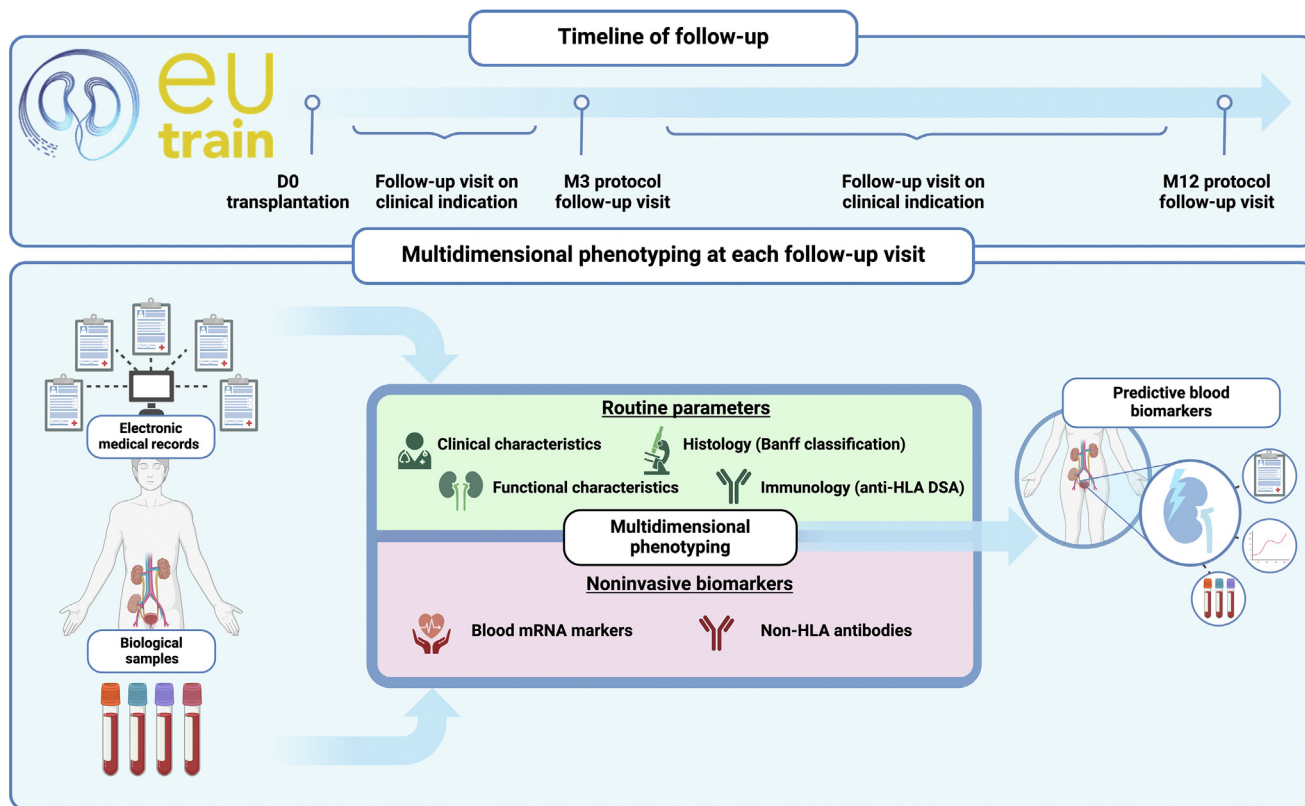 Timeline of follow-up
eu
train
D0
transplantation
Follow-up visit on
clinical indication
M3 protocol
follow-up visit
Follow-up visit on
clinical indication
M12 protocol
follow-up visit
Multidimensional phenotyping at each follow-up visit
Electronic
medical records
Biological
samples
Routine parameters
Clinical characteristics
Histology (Banff classification)
Functional characteristics
Immunology (anti-HLA DSA)
Multidimensional
phenotyping
Noninvasive biomarkers
Blood mRNA markers
Non-HLA antibodies
Predictive blood
biomarkers